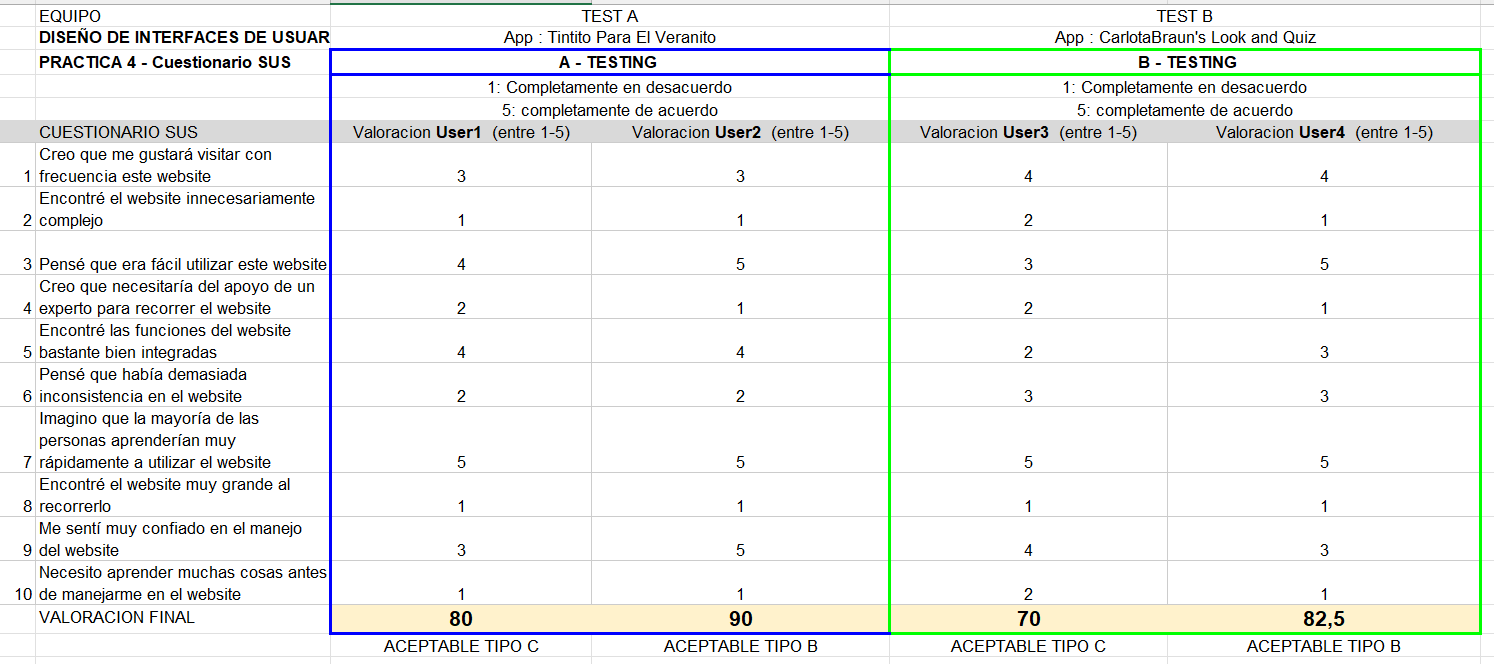 EQUIPO TEST A TEST B
DISEÑO DE INTERFACES DE USUAR App : Tintito Para El Veranito App : CarlotaBraun's Look and Quiz
PRACTICA 4 - Cuestionario SUS A - TESTING B - TESTING
1: Completamente en desacuerdo 1: Completamente en desacuerdo
5: completamente de acuerdo 5: completamente de acuerdo
CUESTIONARIO SUS Valoracion User1 (entre 1-5) Valoracion User2 (entre 1-5) Valoracion User3 (entre 1-5) Valoracion User4 (entre 1-5)
Creo que me gustará visitar con
1 frecuencia este website 3 3 4 4
Encontré el website innecesariamente
2 complejo 1 1 2 1
3 Pensé que era fácil utilizar este website 4 5 3 5
Creo que necesitaría del apoyo de un
4 experto para recorrer el website 2 1 2 1
Encontré las funciones del website
5 bastante bien integradas 4 4 2 3
Pensé que había demasiada
6 inconsistencia en el website 2 2 3 3
Imagino que la mayoría de las
personas aprenderían muy
7 rápidamente a utilizar el website 5 5 5 5
Encontré el website muy grande al
8 recorrerlo 1 1 1 1
Me sentí muy confiado en el manejo
9 del website 3 5 4 3
Necesito aprender muchas cosas antes
10 de manejarme en el website 1 1 2 1
VALORACION FINAL 80 90 70 82,5
ACEPTABLE TIPO C ACEPTABLE TIPO B ACEPTABLE TIPO C ACEPTABLE TIPO B